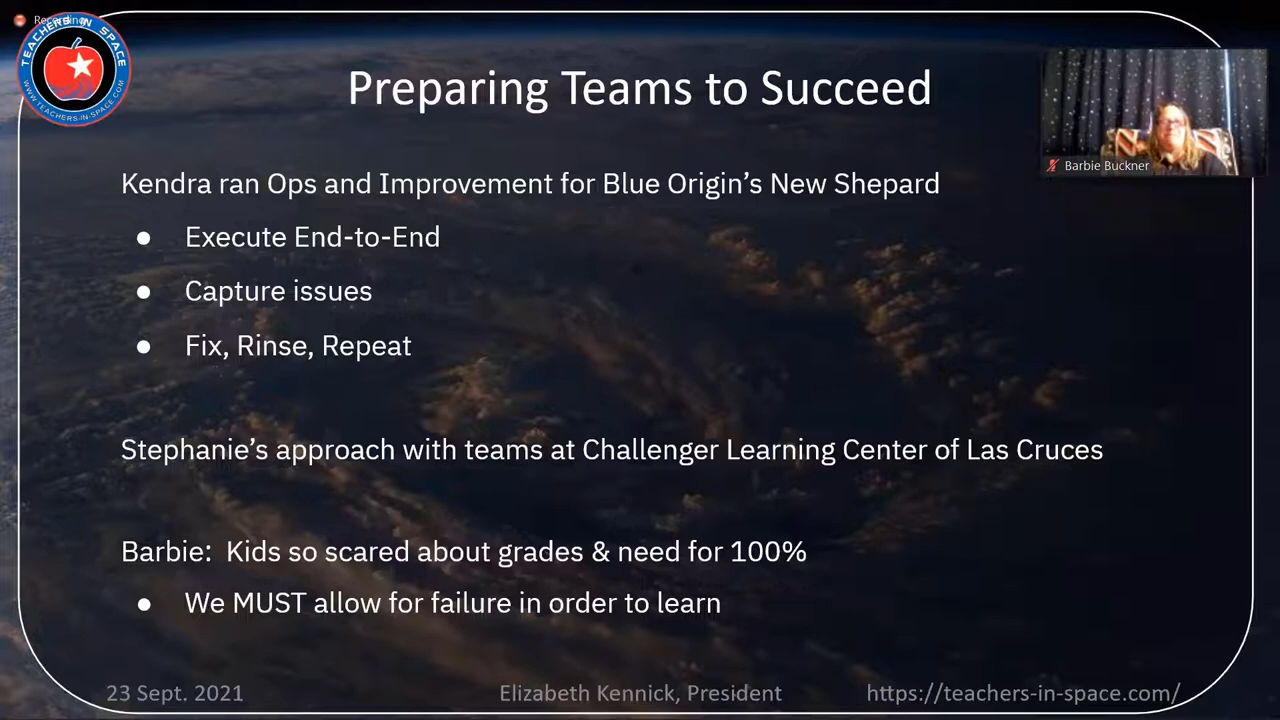 Recording
TEACHERS IN SPACE
WWW.TEACHERS-IN-SPACE.COM
Preparing Teams to Succeed
Barbie Buckner
Kendra ran Ops and Improvement for Blue Origin’s New Shepard
● Execute End-to-End
● Capture issues
● Fix, Rinse, Repeat
Stephanie’s approach with teams at Challenger Learning Center of Las Cruces
Barbie: Kids so scared about grades & need for 100%
● We MUST allow for failure in order to learn
23 Sept. 2021
Elizabeth Kennick, President
https://teachers-in-space.com/